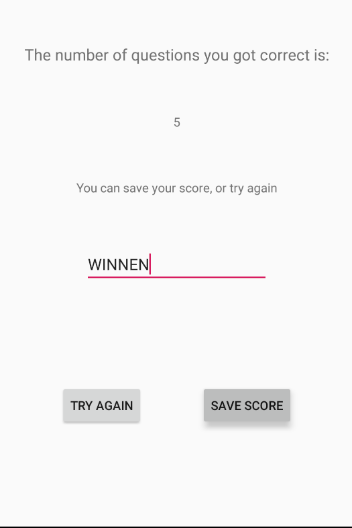 The number of questions you got correct is:
5
You can save your score, or try again
WINNEN
TRY AGAIN
SAVE SCORE